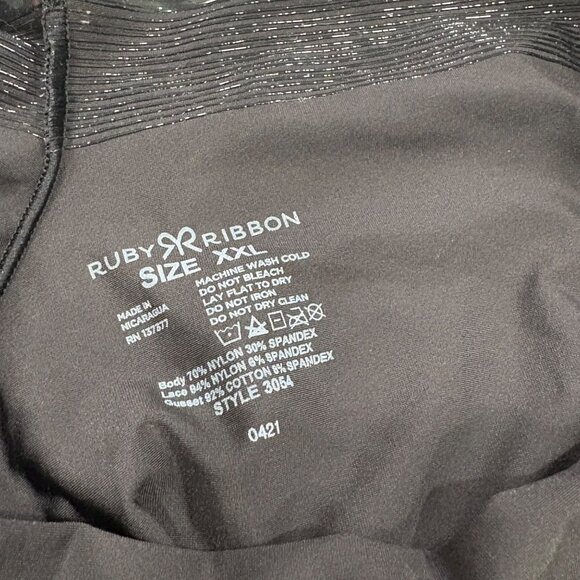 RUBY RIBBON
SIZE XXL
MACHINE WASH COLD
DO NOT BLEACH
LAY FLAT TO DRY
DO NOT IRON
DO NOT DRY CLEAN
MADE IN
NICARAGUA
RN 137577
Body 70% NYLON 30% SPANDEX
Lace 94% NYLON 6% SPANDEX
Gusset 92% COTTON 8% SPANDEX
STYLE 3054
0421